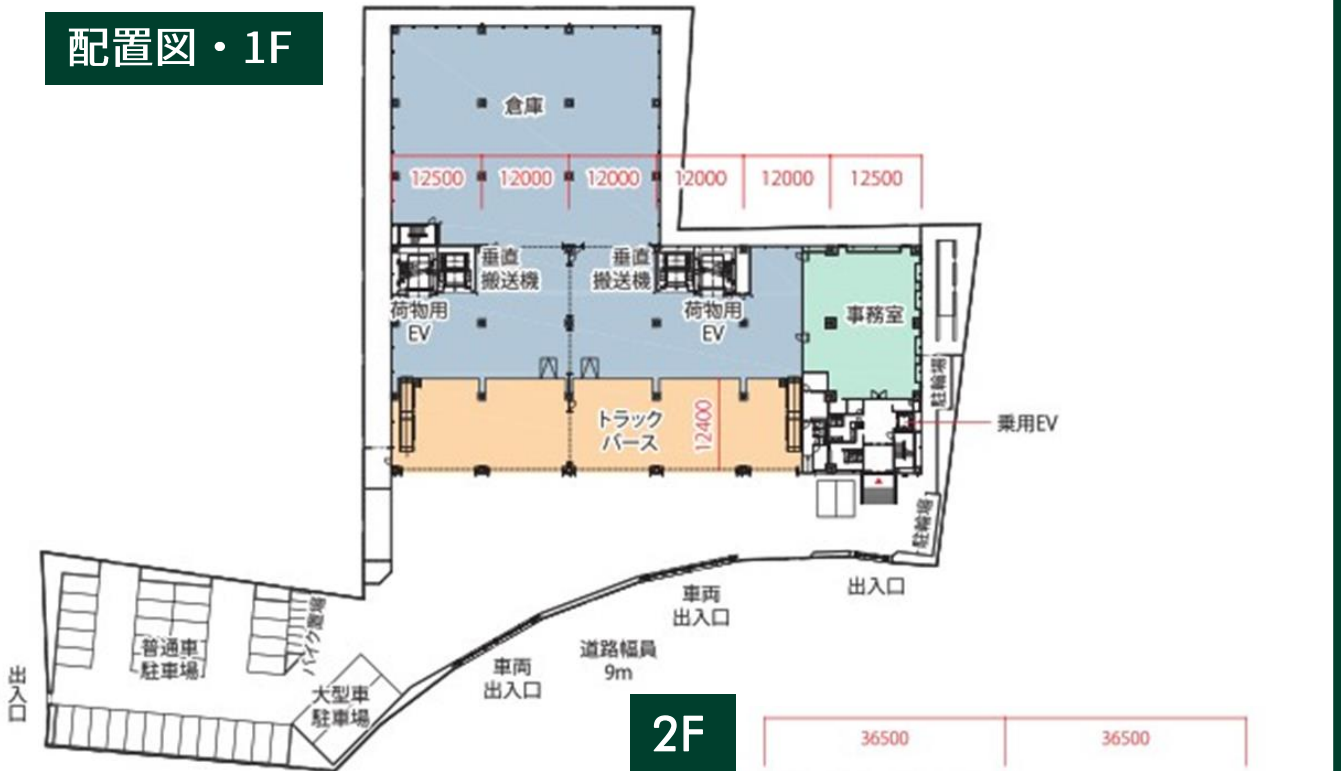 配置図・1F
倉庫
12500
12000
12000
12000
12000
12500
垂直
搬送機
垂直
搬送機
荷物用
EV
荷物用
EV
事務室
駐輪場
トラック
バース
12400
乗用EV
駐輪場
出入口
車両
出入口
道路幅員
9m
車両
出入口
バイク置場
普通車
駐車場
大型車
駐車場
出入口
2F
36500
36500